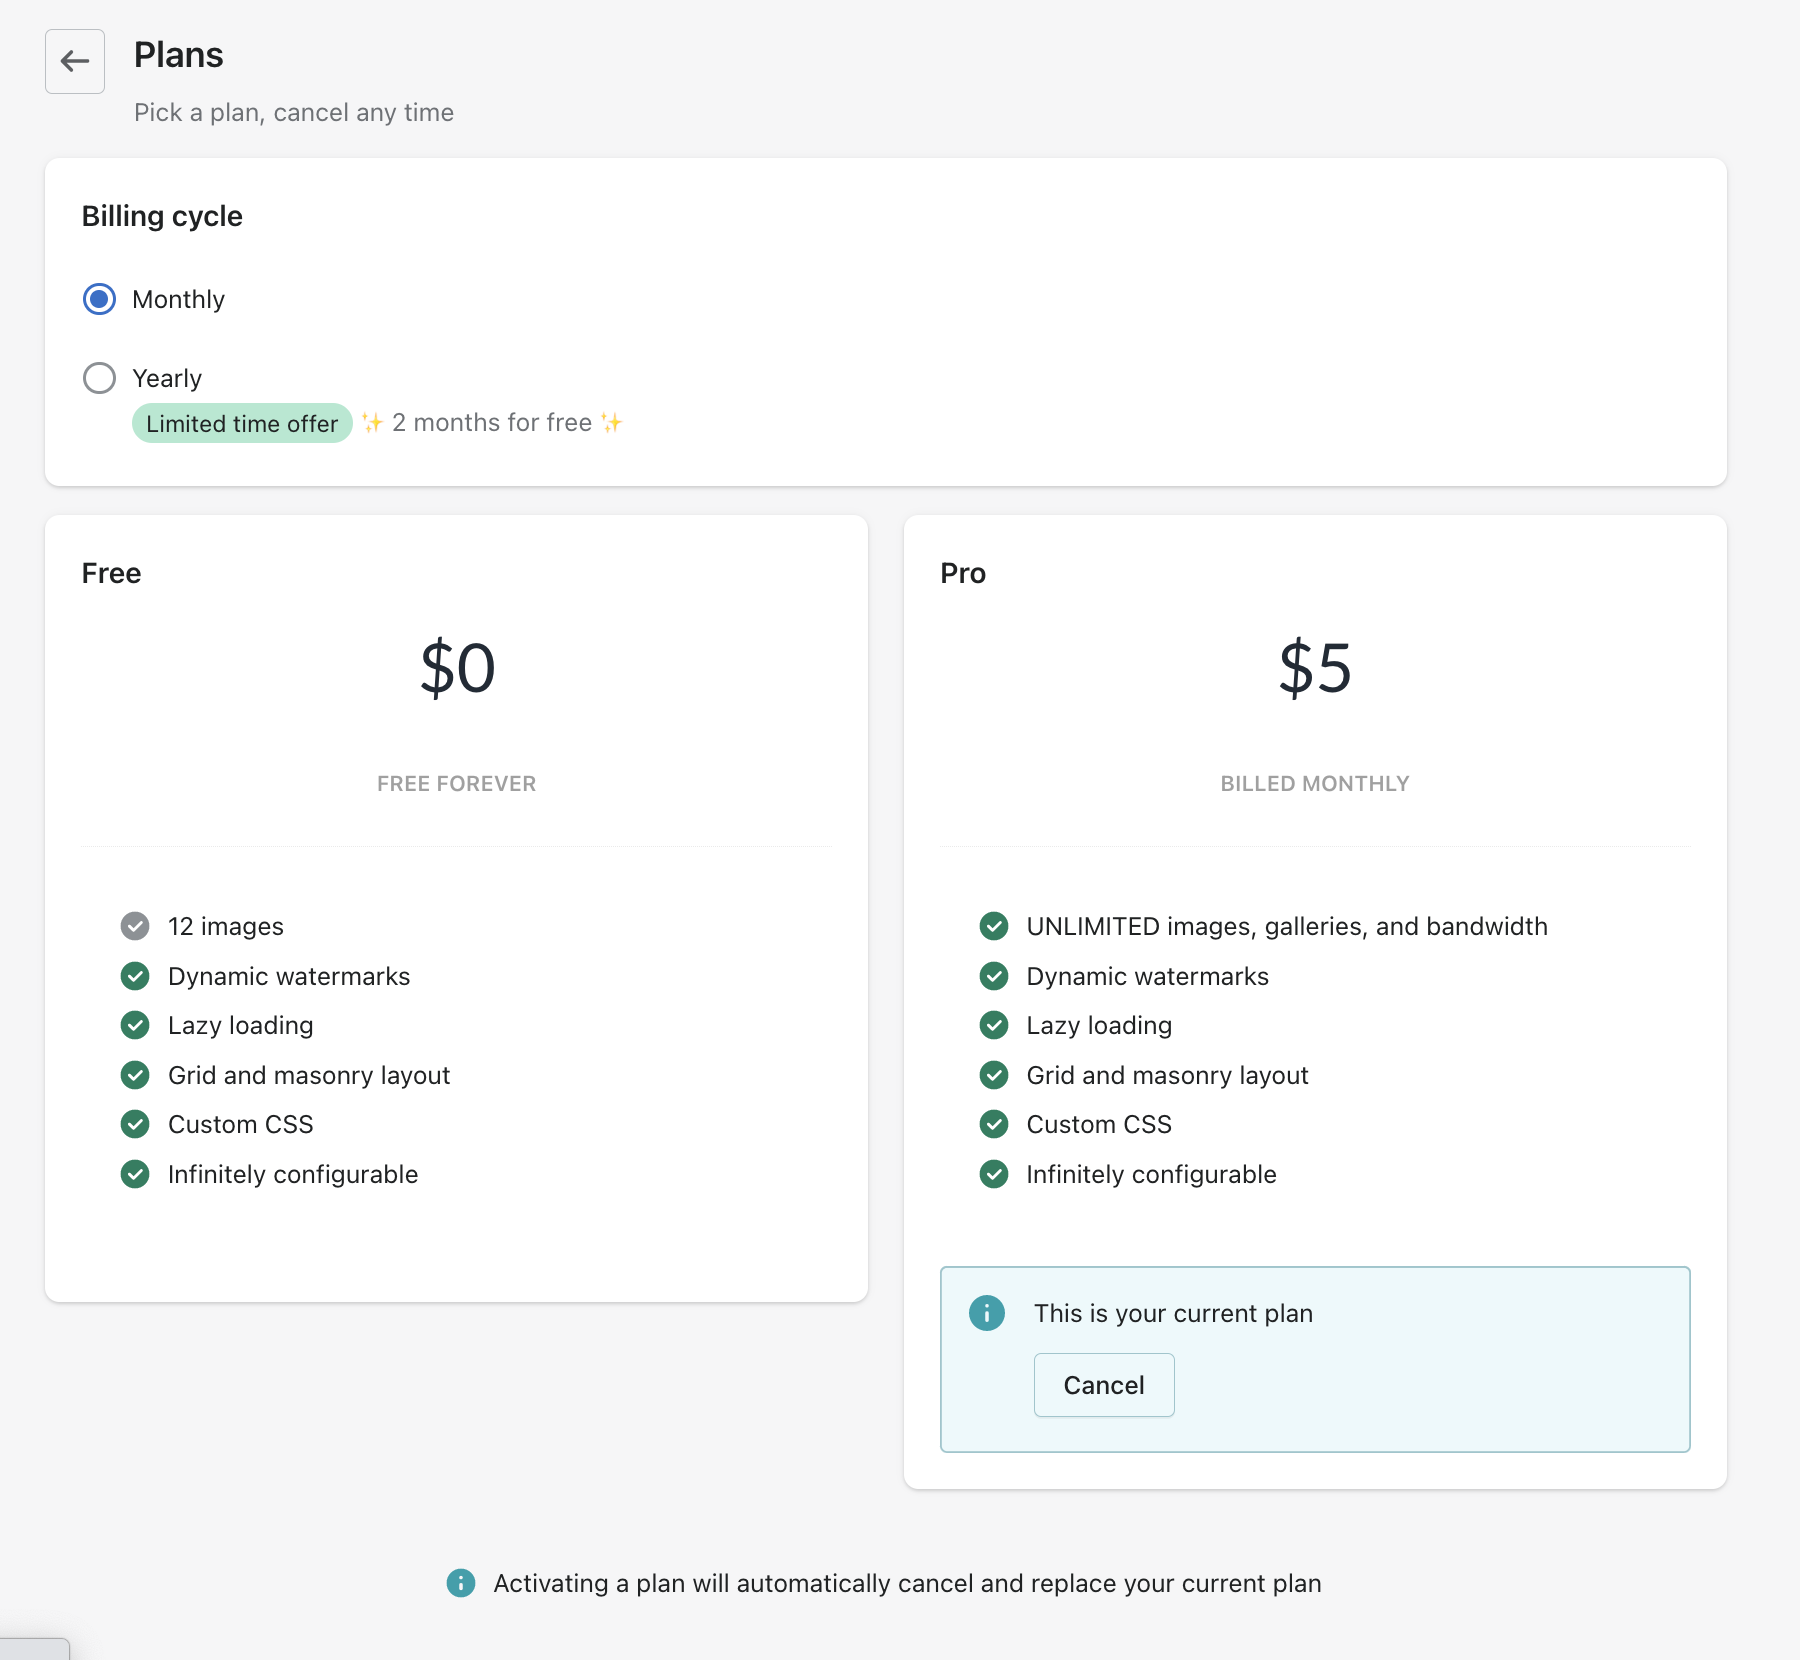 Plans
Pick a plan, cancel any time
Billing cycle
Monthly
Yearly
Limited time offer ✨ 2 months for free ✨
Free
$0
FREE FOREVER
12 images
Dynamic watermarks
Lazy loading
Grid and masonry layout
Custom CSS
Infinitely configurable
Pro
$5
BILLED MONTHLY
UNLIMITED images, galleries, and bandwidth
Dynamic watermarks
Lazy loading
Grid and masonry layout
Custom CSS
Infinitely configurable
This is your current plan
Cancel
Activating a plan will automatically cancel and replace your current plan